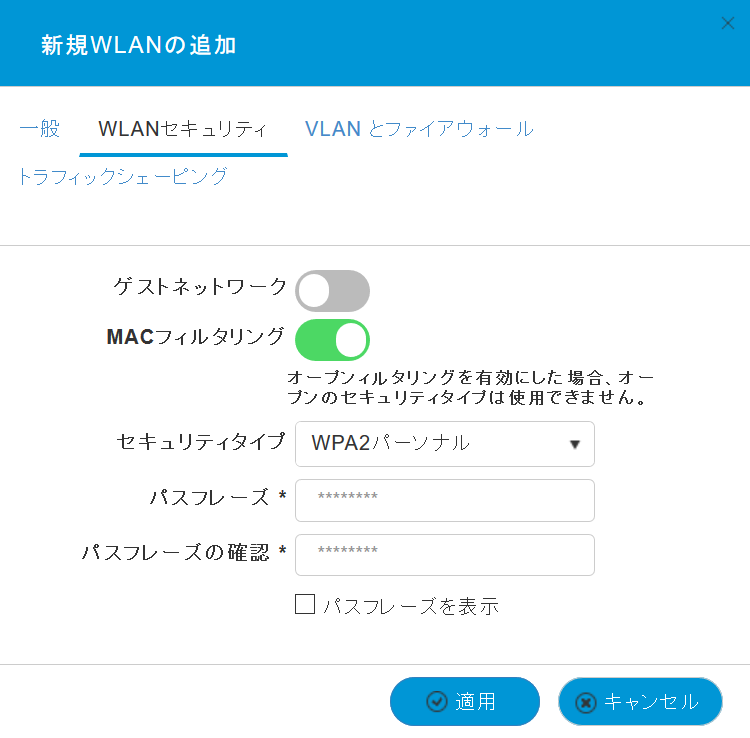 新規WLANの追加
一般 WLANセキュリティ VLAN とファイアウォール
トラフィックシェーピング
ゲストネットワーク
MACフィルタリング
オープンィルタリングを有効にした場合、オー
プンのセキュリティタイプは使用できません。
セキュリティタイプ WPA2パーソナル
パスフレーズ * ********
パスフレーズの確認 * ********
パスフレーズを表示
適用 キャンセル